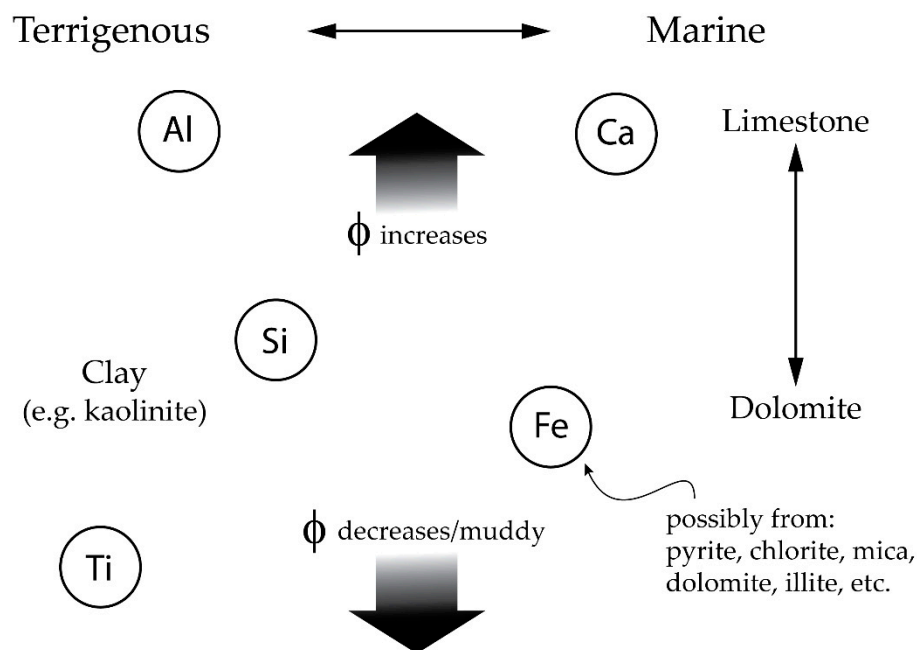 Terrigenous
Marine
Al
Ca
Limestone
ϕ increases
Si
Clay
(e.g. kaolinite)
Dolomite
Fe
ϕ decreases/muddy
possibly from:
pyrite, chlorite, mica,
dolomite, illite, etc.
Ti